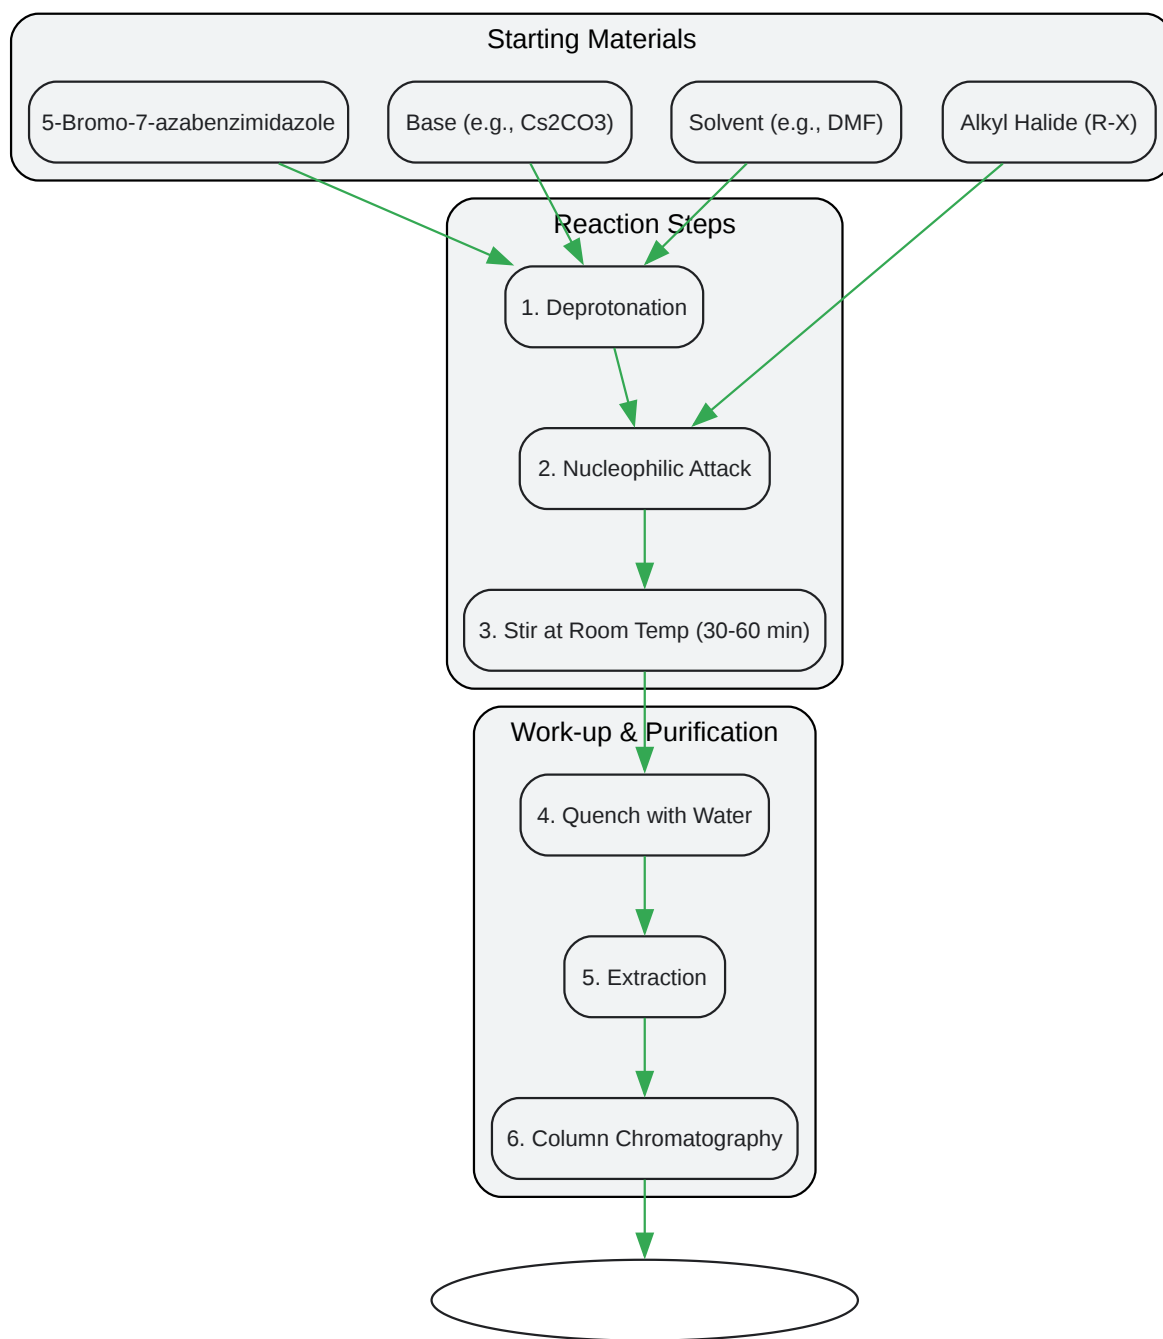 Starting Materials
5-Bromo-7-azabenzimidazole
Base (e.g., Cs2CO3)
Solvent (e.g., DMF)
Alkyl Halide (R-X)
Reaction Steps
1. Deprotonation
2. Nucleophilic Attack
3. Stir at Room Temp (30-60 min)
Work-up & Purification
4. Quench with Water
5. Extraction
6. Column Chromatography